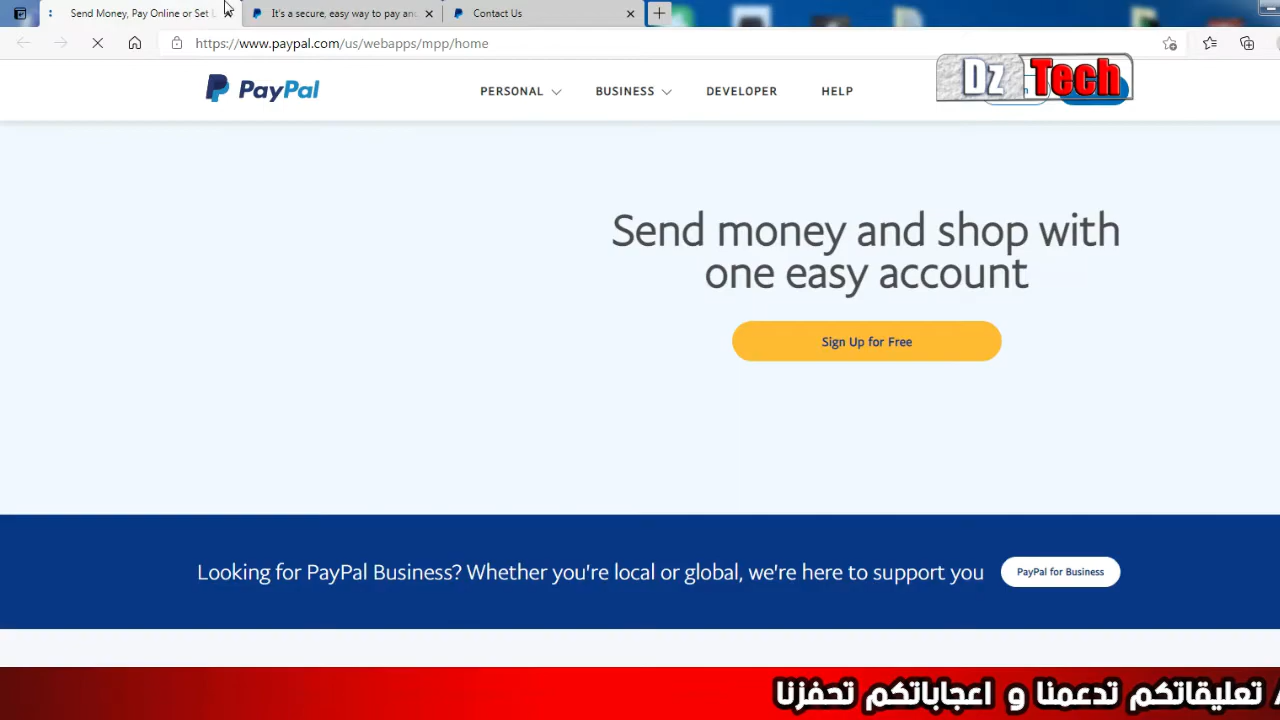 Send Money, Pay Online or Set
It's a secure, easy way to pay an
Contact Us
https://www.paypal.com/us/webapps/mpp/home
PayPal
PERSONAL
BUSINESS
DEVELOPER
HELP
Dz Tech
Send money and shop with
one easy account
Sign Up for Free
Looking for PayPal Business? Whether you're local or global, we're here to support you
PayPal for Business
تعليقاتكم تدعمنا و اعجاباتكم تحفزنا